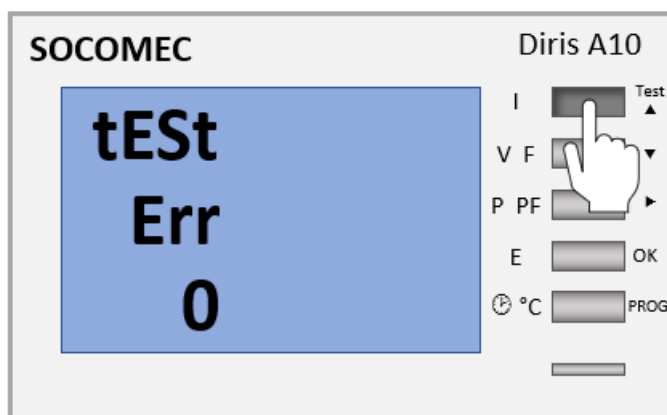 SOCOMEC
Diris A10
tESt
Err
0
I
Test
▲
V F
▼
P PF
►
E
OK
°C
PROG